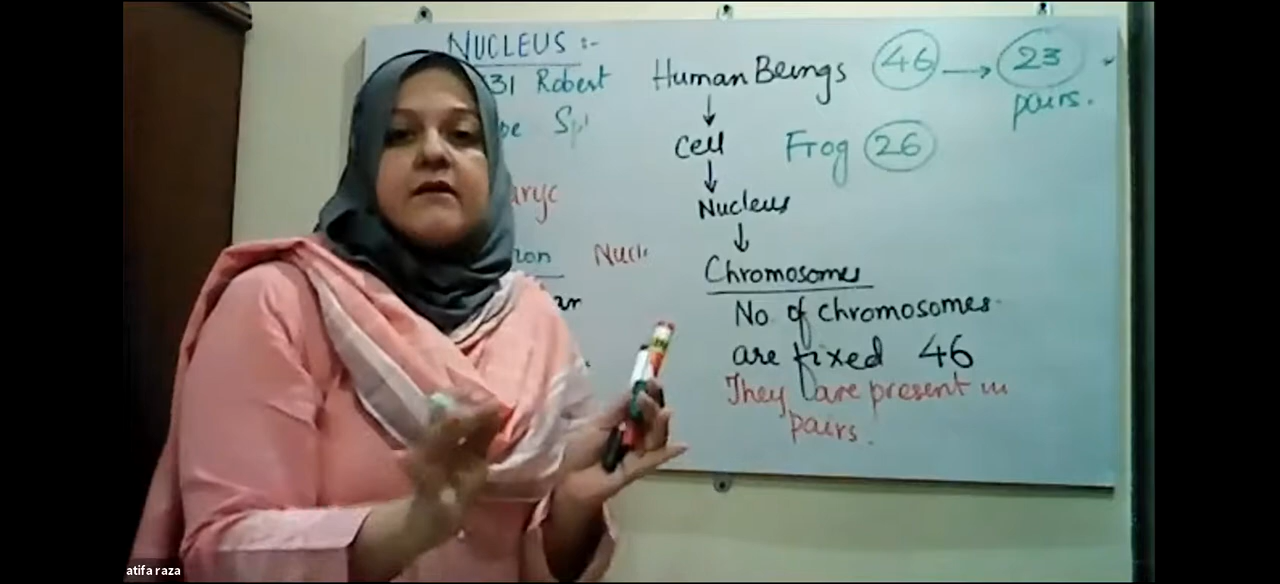 NUCLEUS :-
31 Robert
Human Beings 46 → 23
pairs.
Cell
Frog 26
Nucleus
Chromosomes
No. of chromosomes
are fixed 46
They are present in
pairs.
atifa raza